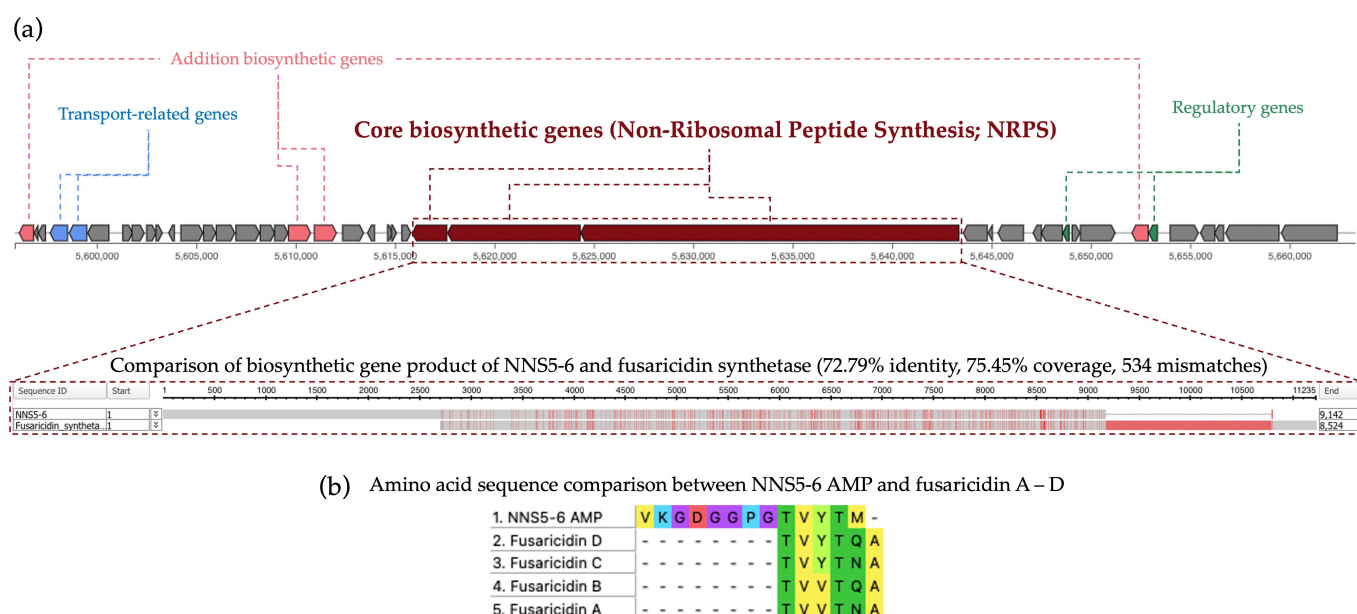 (a)
Addition biosynthetic genes
Transport-related genes
Regulatory genes
Core biosynthetic genes (Non-Ribosomal Peptide Synthesis; NRPS)
5,600,000 5,605,000 5,610,000 5,615,000 5,620,000 5,625,000 5,630,000 5,635,000 5,640,000 5,645,000 5,650,000 5,655,000 5,660,000
Comparison of biosynthetic gene product of NNS5-6 and fusaricidin synthetase (72.79% identity, 75.45% coverage, 534 mismatches)
Sequence ID Start 1 500 1000 1500 2000 2500 3000 3500 4000 4500 5000 5500 6000 6500 7000 7500 8000 8500 9000 9500 10000 10500 11235 End
NNS5-6 1 9,142
Fusaricidin_syntheta.. 1 8,524
(b) Amino acid sequence comparison between NNS5-6 AMP and fusaricidin A – D
1. NNS5-6 AMP V K G D G G P G T V Y T M -
2. Fusaricidin D - - - - - - - - T V Y T Q A
3. Fusaricidin C - - - - - - - - T V Y T N A
4. Fusaricidin B - - - - - - - - T V V T Q A
5. Fusaricidin A - - - - - - - - T V V T N A